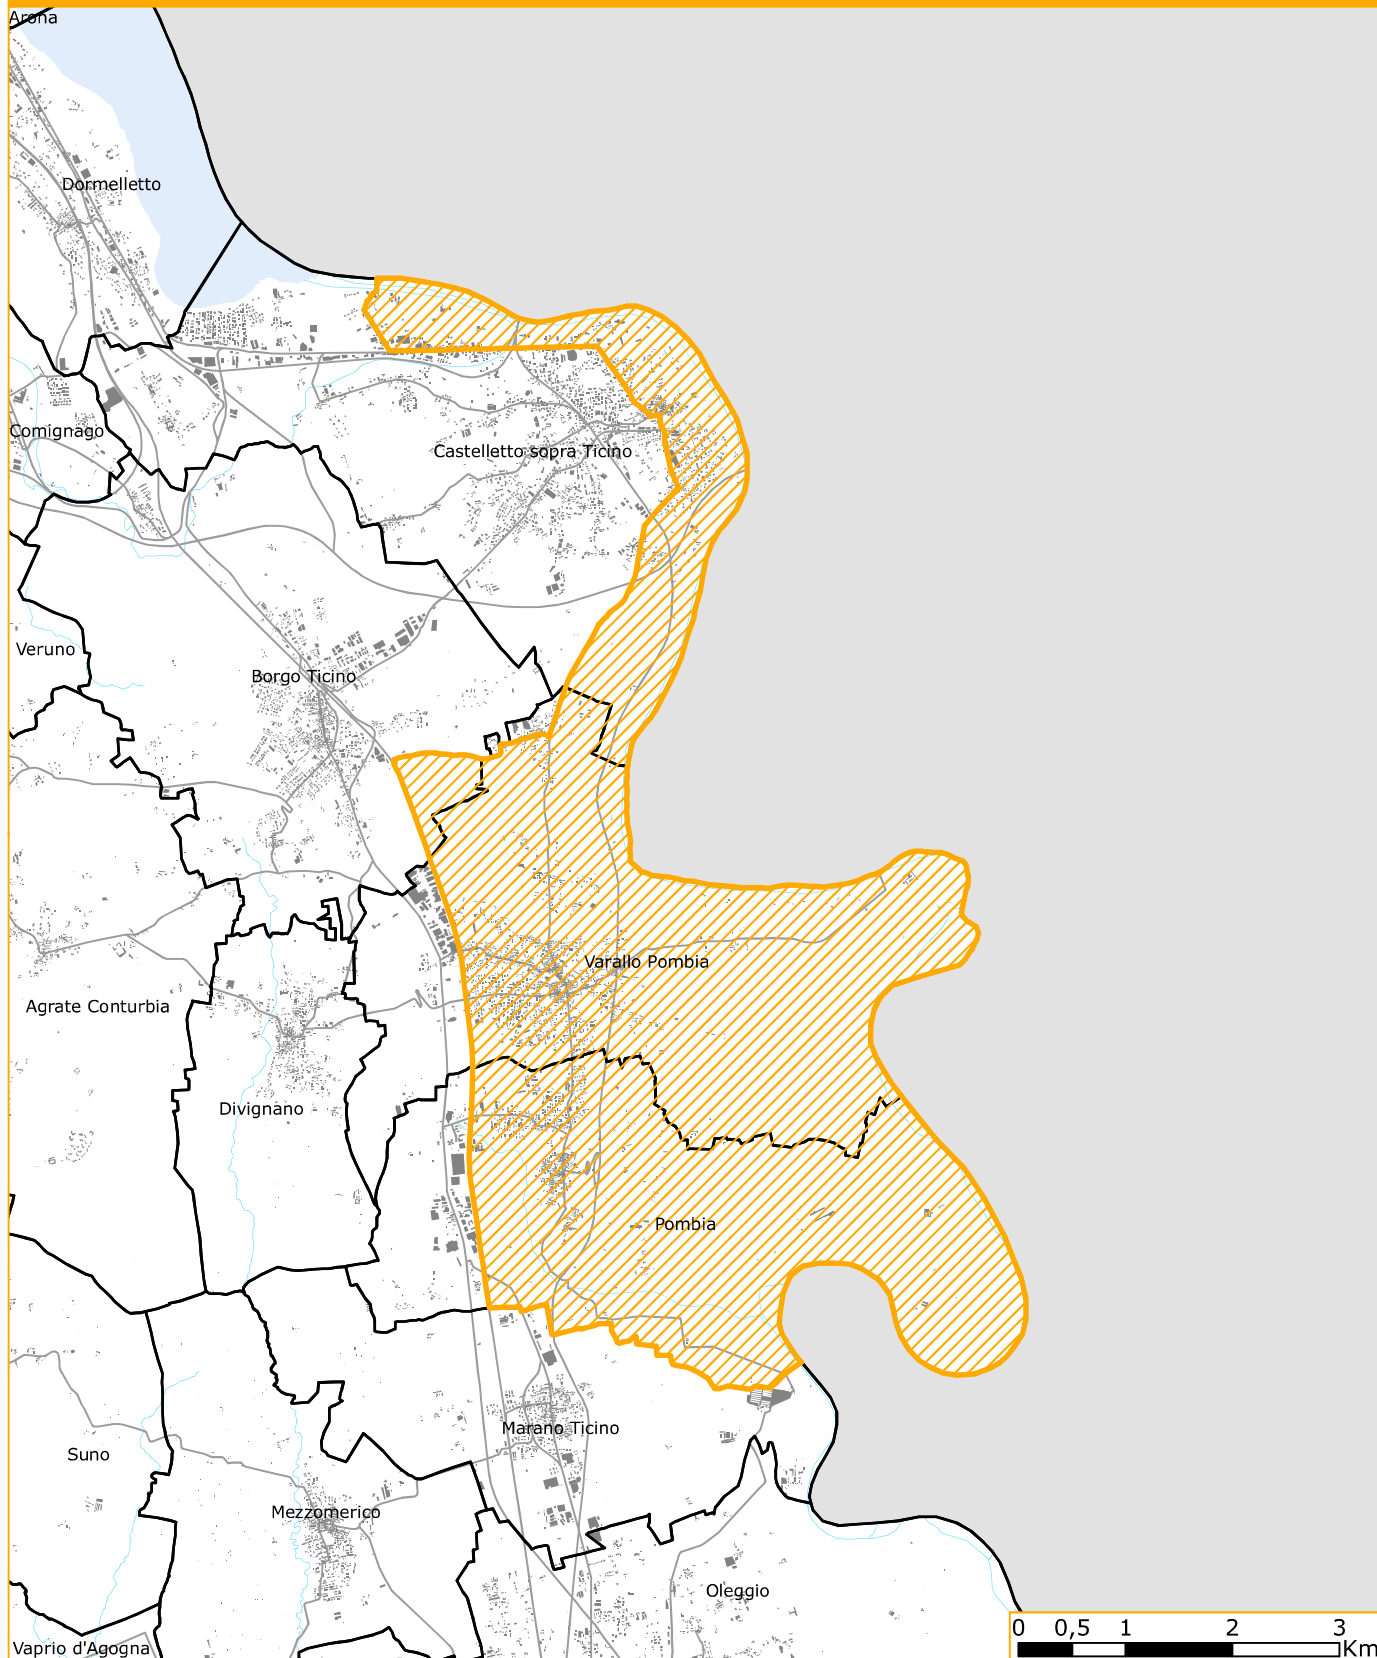 Arona
Dormelletto
Comignago
Castelletto sopra Ticino
Veruno
Borgo Ticino
Varallo Pombia
Agrate Conturbia
Divignano
Pombia
Marano Ticino
Suno
Mezzomerico
Oleggio
Vaprio d'Agogna
0 0,5 1 2 3
Km